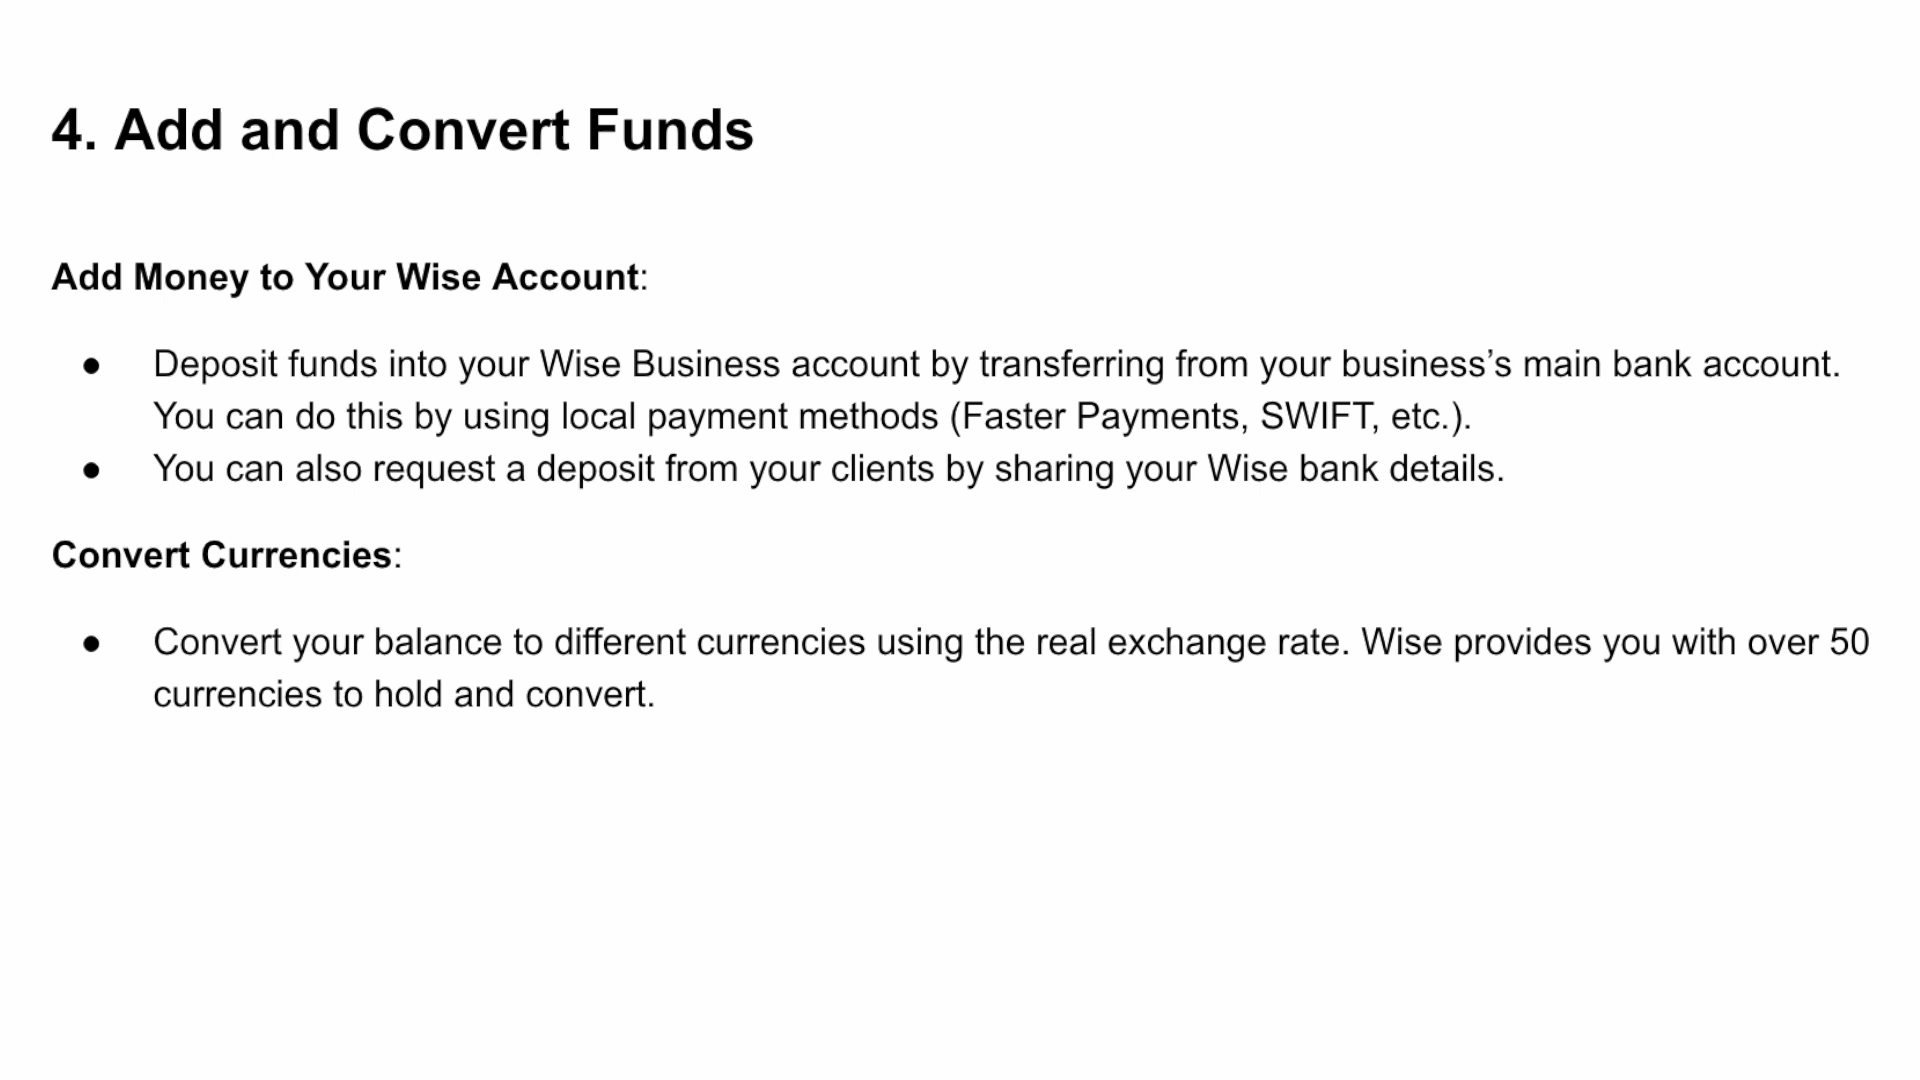 4. Add and Convert Funds
Add Money to Your Wise Account:
● Deposit funds into your Wise Business account by transferring from your business’s main bank account.
You can do this by using local payment methods (Faster Payments, SWIFT, etc.).
● You can also request a deposit from your clients by sharing your Wise bank details.
Convert Currencies:
● Convert your balance to different currencies using the real exchange rate. Wise provides you with over 50
currencies to hold and convert.